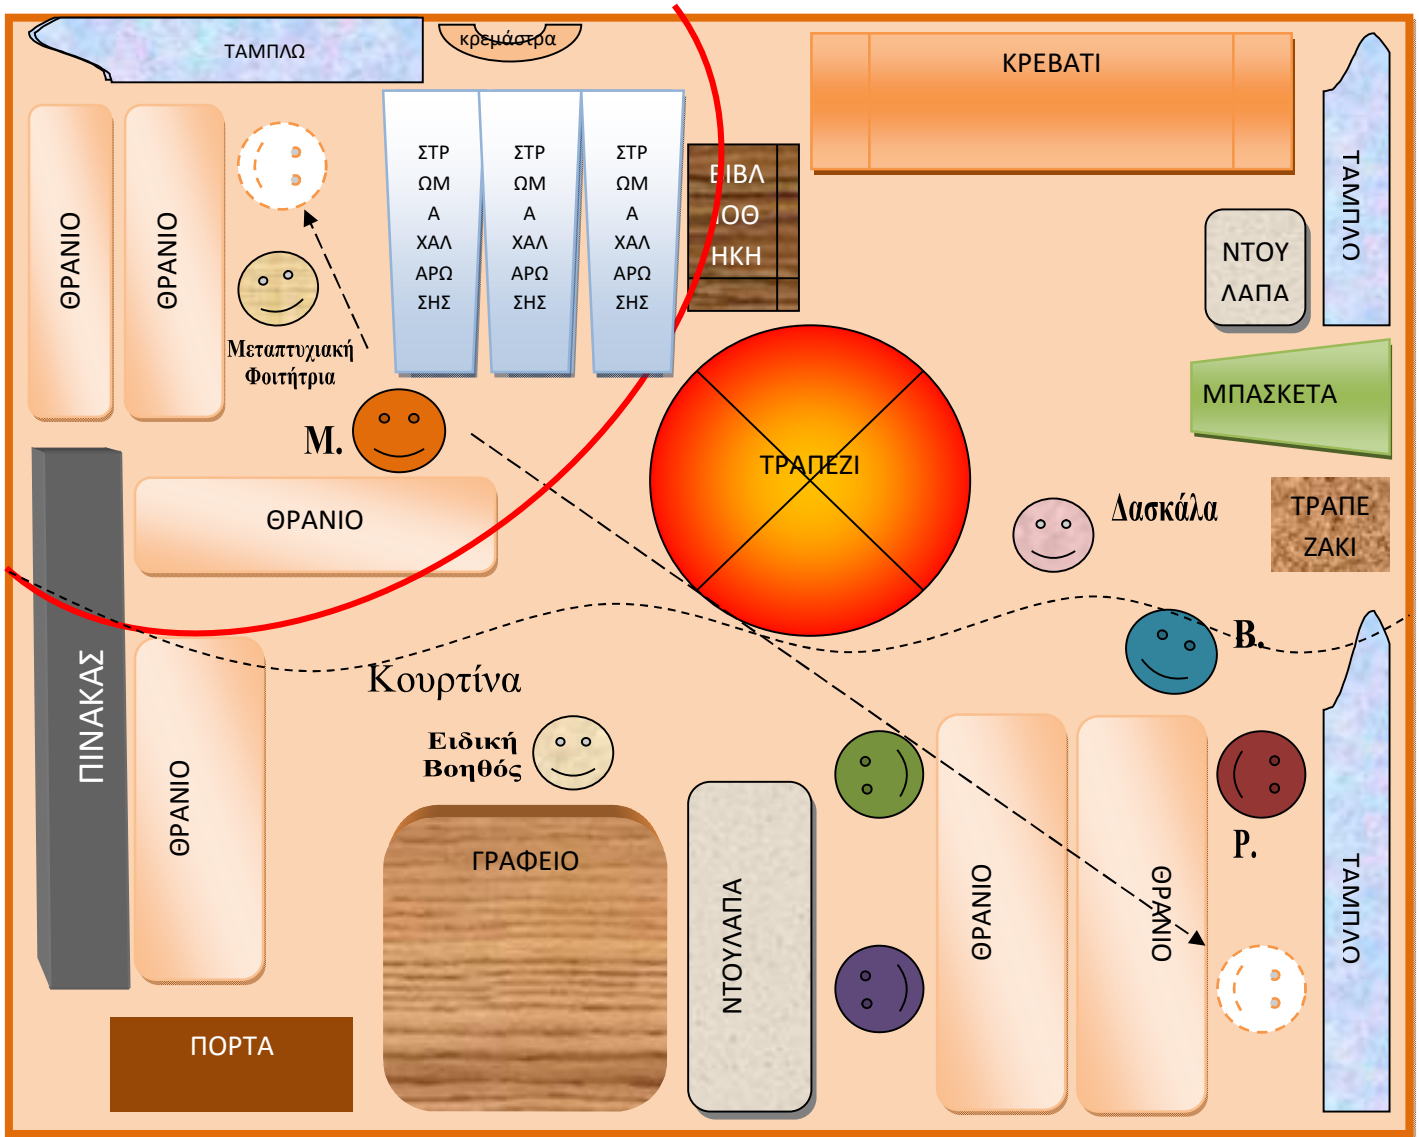 ΤΑΜΠΛΩ
κρεμάστρα
ΚΡΕΒΑΤΙ
ΤΑΜΠΛΟ
ΘΡΑΝΙΟ
ΘΡΑΝΙΟ
ΣΤΡ
ΩΜ
Α
ΧΑΛ
ΑΡΩ
ΣΗΣ
ΣΤΡ
ΩΜ
Α
ΧΑΛ
ΑΡΩ
ΣΗΣ
ΣΤΡ
ΩΜ
Α
ΧΑΛ
ΑΡΩ
ΣΗΣ
ΒΙΒΛ
ΙΟΘ
ΗΚΗ
ΝΤΟΥ
ΛΑΠΑ
Μεταπτυχιακή
Φοιτήτρια
ΜΠΑΣΚΕΤΑ
Μ.
ΤΡΑΠΕΖΙ
ΘΡΑΝΙΟ
Δασκάλα
ΤΡΑΠΕ
ΖΑΚΙ
Β.
Κουρτίνα
ΠΙΝΑΚΑΣ
ΘΡΑΝΙΟ
Ειδική
Βοηθός
ΓΡΑΦΕΙΟ
ΝΤΟΥΛΑΠΑ
ΘΡΑΝΙΟ
ΘΡΑΝΙΟ
Ρ.
ΤΑΜΠΛΟ
ΠΟΡΤΑ